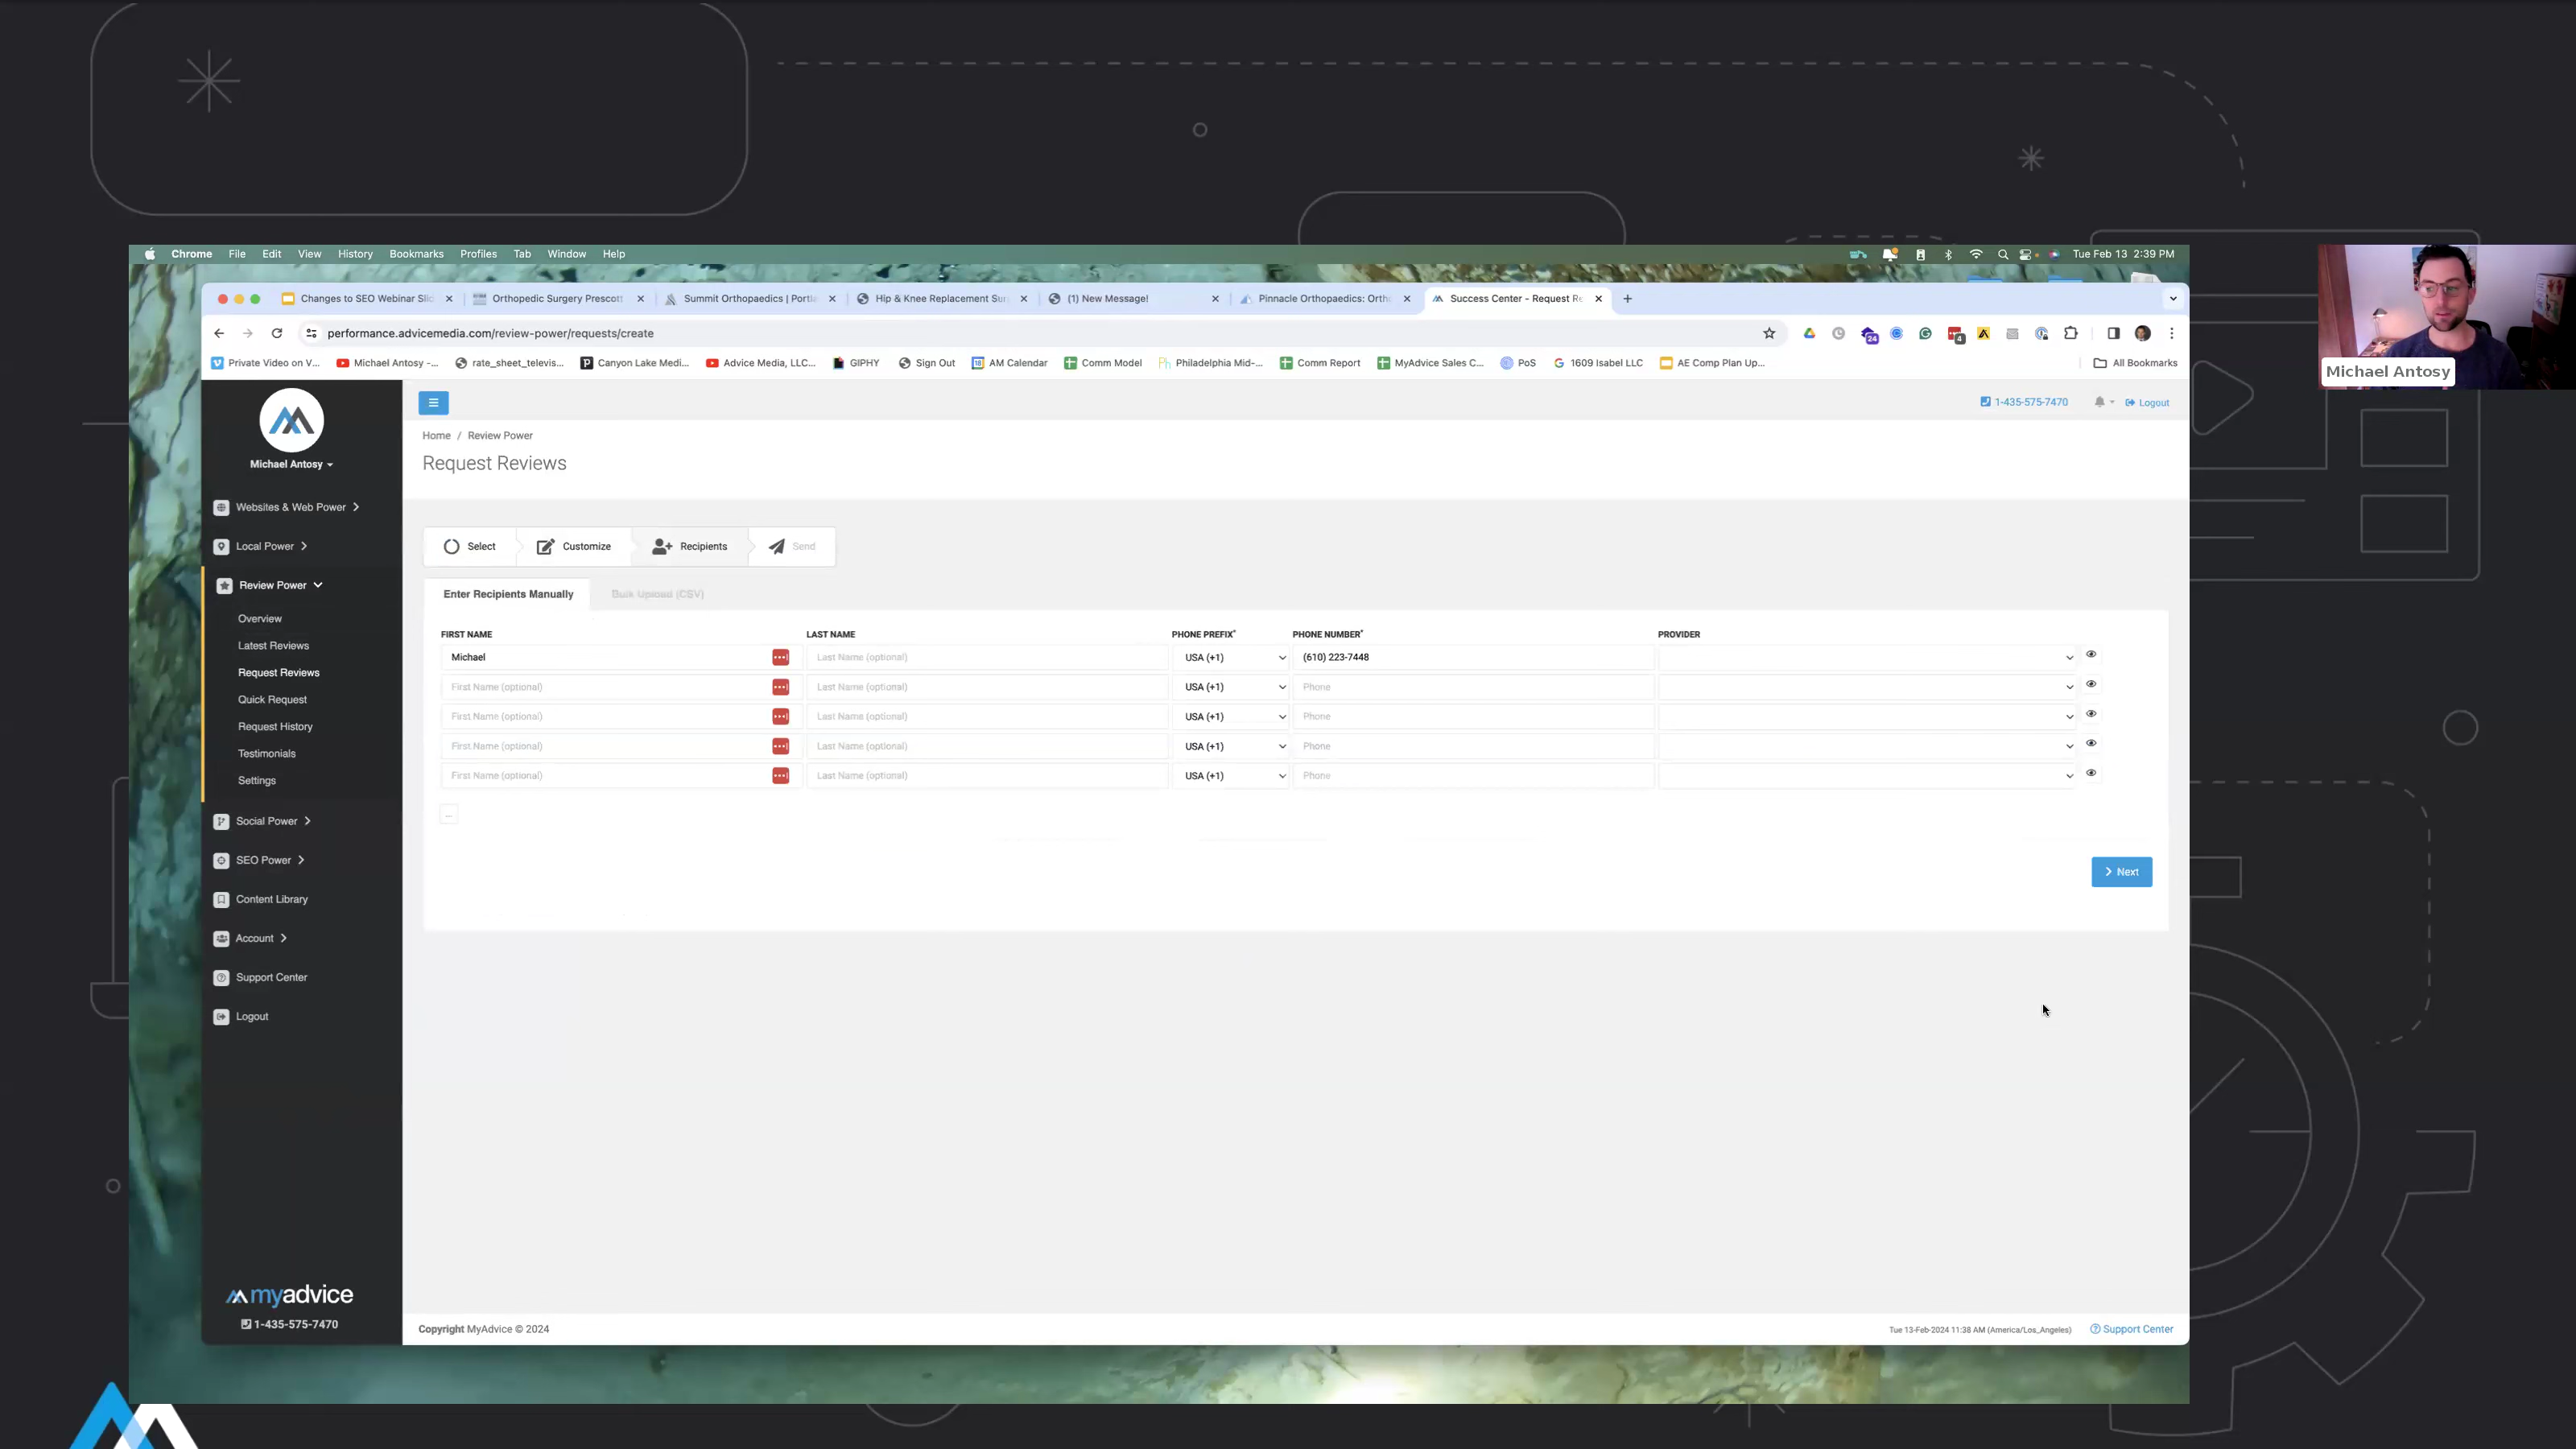 Chrome File Edit View History Bookmarks Profiles Tab Window Help Tue Feb 13 2:39 PM
Changes to SEO Webinar Slic Orthopedic Surgery Prescott Summit Orthopaedics | Portla Hip & Knee Replacement Sur (1) New Message! Pinnacle Orthopaedics: Orth Success Center - Request Re
performance.advicemedia.com/review-power/requests/create 24 4
Private Video on V... Michael Antosy -... rate_sheet_televis... Canyon Lake Medi... Advice Media, LLC... GIPHY Sign Out AM Calendar Comm Model Philadelphia Mid-... Comm Report MyAdvice Sales C... PoS 1609 Isabel LLC AE Comp Plan Up... All Bookmarks
Michael Antosy
1-435-575-7470 Logout
Home / Review Power
Request Reviews
Michael Antosy
Websites & Web Power
Local Power
Review Power
Overview
Latest Reviews
Request Reviews
Quick Request
Request History
Testimonials
Settings
Social Power
SEO Power
Content Library
Account
Support Center
Logout
myadvice
1-435-575-7470
Select Customize Recipients Send
Enter Recipients Manually Bulk Upload (CSV)
FIRST NAME LAST NAME PHONE PREFIX* PHONE NUMBER* PROVIDER
Michael Last Name (optional) USA (+1) (610) 223-7448
First Name (optional) Last Name (optional) USA (+1) Phone
First Name (optional) Last Name (optional) USA (+1) Phone
First Name (optional) Last Name (optional) USA (+1) Phone
First Name (optional) Last Name (optional) USA (+1) Phone
...
Next
Copyright MyAdvice © 2024 Tue 13-Feb-2024 11:38 AM (America/Los_Angeles) Support Center